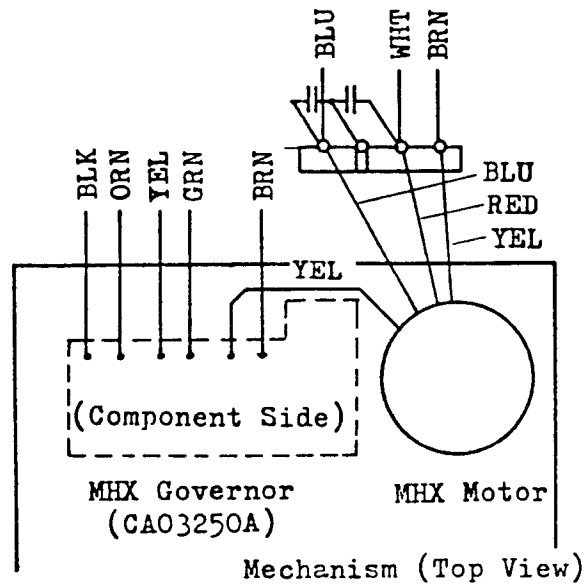 BLU
WHT
BRN
BLK
ORN
YEL
GRN
BRN
BLU
RED
YEL
YEL
(Component Side)
MHX Governor
(CA03250A)
MHX Motor
Mechanism (Top View)